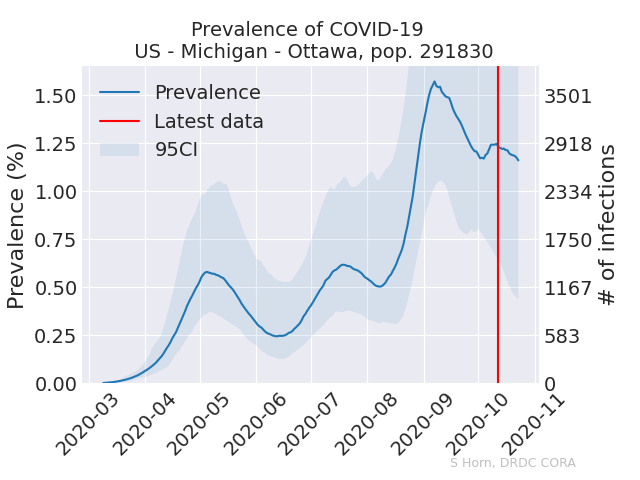 Prevalence of COVID-19
US - Michigan - Ottawa, pop. 291830
Prevalence
Latest data
95CI
Prevalence (%)
1.50
1.25
1.00
0.75
0.50
0.25
0.00
# of infections
3501
2918
2334
1750
1167
583
0
2020-03
2020-04
2020-05
2020-06
2020-07
2020-08
2020-09
2020-10
2020-11
S Horn, DRDC CORA